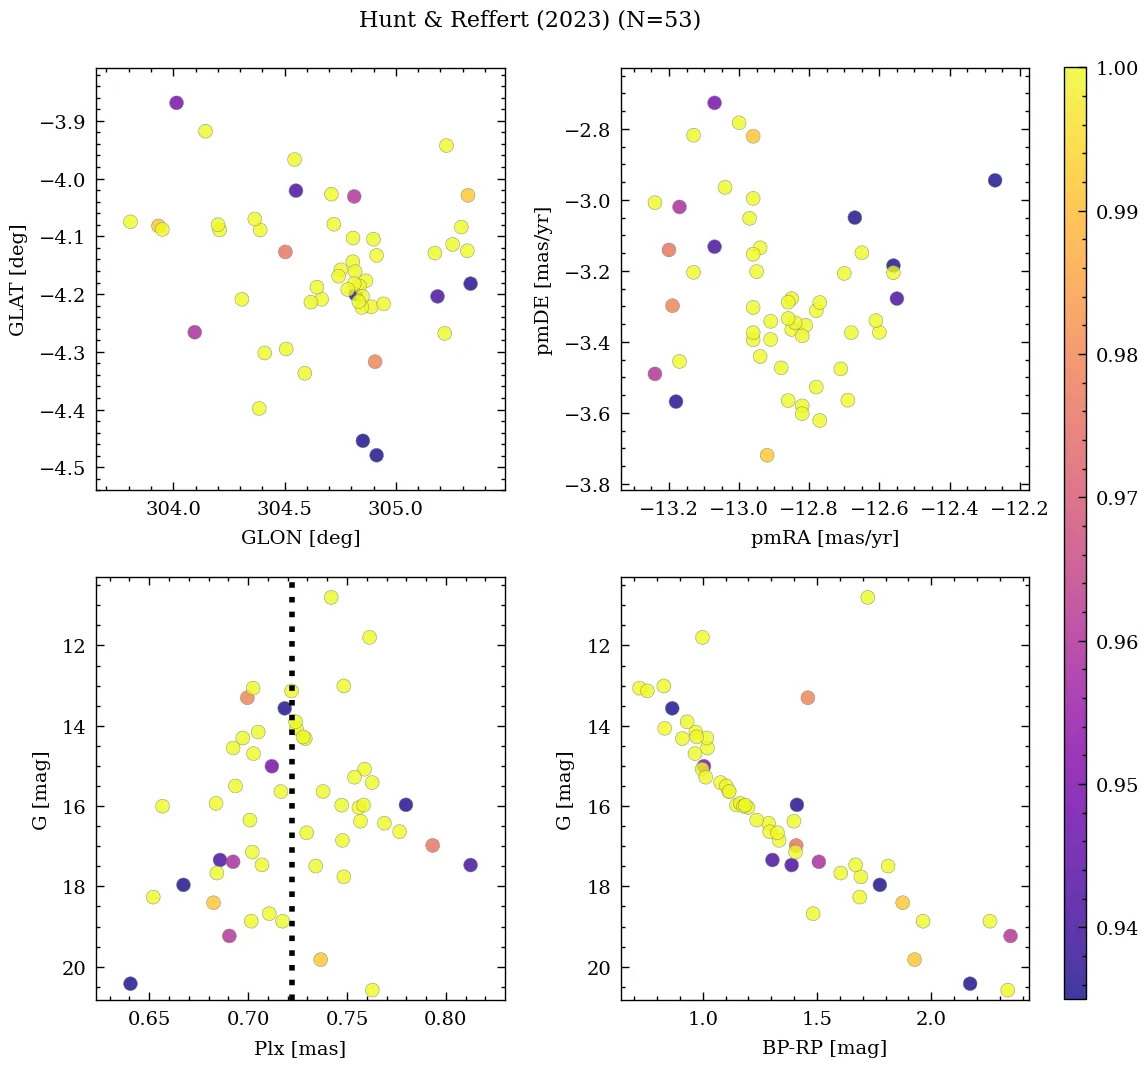 Hunt & Reffert (2023) (N=53)
−3.9
−4.0
−4.1
−4.2
−4.3
−4.4
−4.5
GLAT [deg]
304.0 304.5 305.0
GLON [deg]
−2.8
−3.0
−3.2
−3.4
−3.6
−3.8
pmDE [mas/yr]
−13.2 −13.0 −12.8 −12.6 −12.4 −12.2
pmRA [mas/yr]
12
14
16
18
20
G [mag]
0.65 0.70 0.75 0.80
Plx [mas]
12
14
16
18
20
G [mag]
1.0 1.5 2.0
BP-RP [mag]
1.00
0.99
0.98
0.97
0.96
0.95
0.94